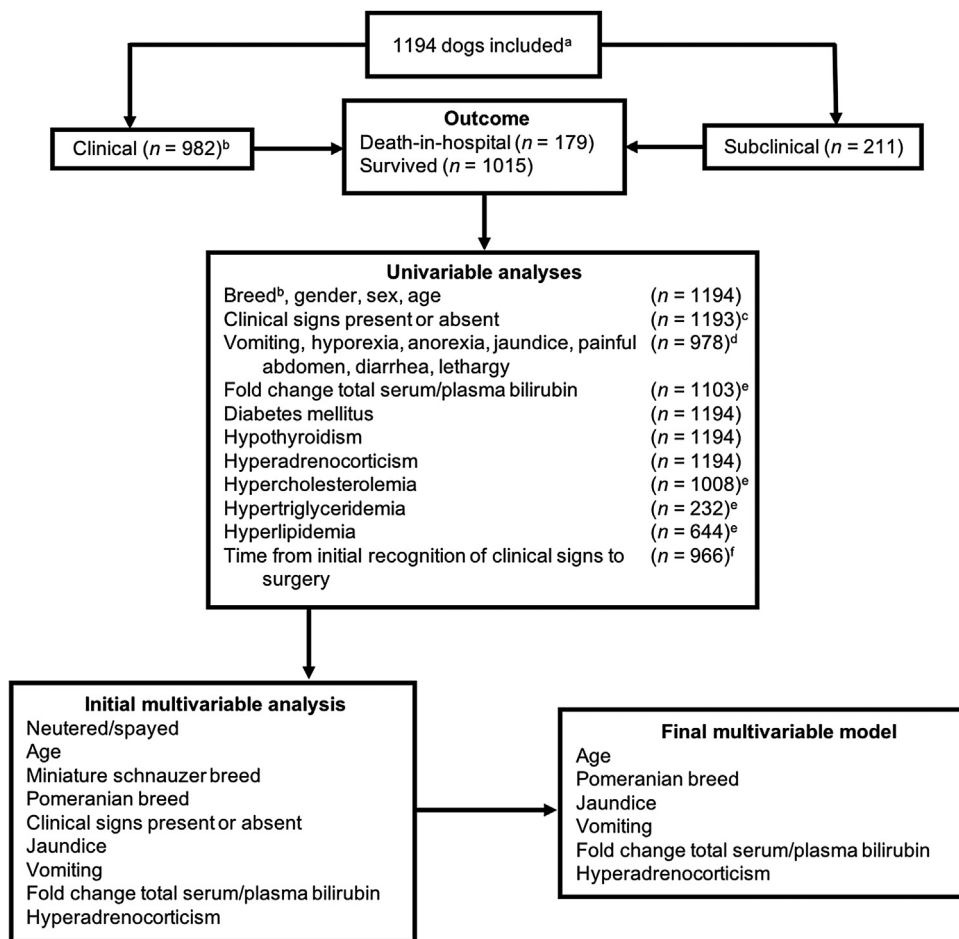 1194 dogs includedᵃ
Clinical (n = 982)ᵇ
Outcome
Death-in-hospital (n = 179)
Survived (n = 1015)
Subclinical (n = 211)
Univariable analyses
Breedᵇ, gender, sex, age (n = 1194)
Clinical signs present or absent (n = 1193)ᶜ
Vomiting, hyporexia, anorexia, jaundice, painful (n = 978)ᵈ
abdomen, diarrhea, lethargy
Fold change total serum/plasma bilirubin (n = 1103)ᵉ
Diabetes mellitus (n = 1194)
Hypothyroidism (n = 1194)
Hyperadrenocorticism (n = 1194)
Hypercholesterolemia (n = 1008)ᵉ
Hypertriglyceridemia (n = 232)ᵉ
Hyperlipidemia (n = 644)ᵉ
Time from initial recognition of clinical signs to (n = 966)ᶠ
surgery
Initial multivariable analysis
Neutered/spayed
Age
Miniature schnauzer breed
Pomeranian breed
Clinical signs present or absent
Jaundice
Vomiting
Fold change total serum/plasma bilirubin
Hyperadrenocorticism
Final multivariable model
Age
Pomeranian breed
Jaundice
Vomiting
Fold change total serum/plasma bilirubin
Hyperadrenocorticism